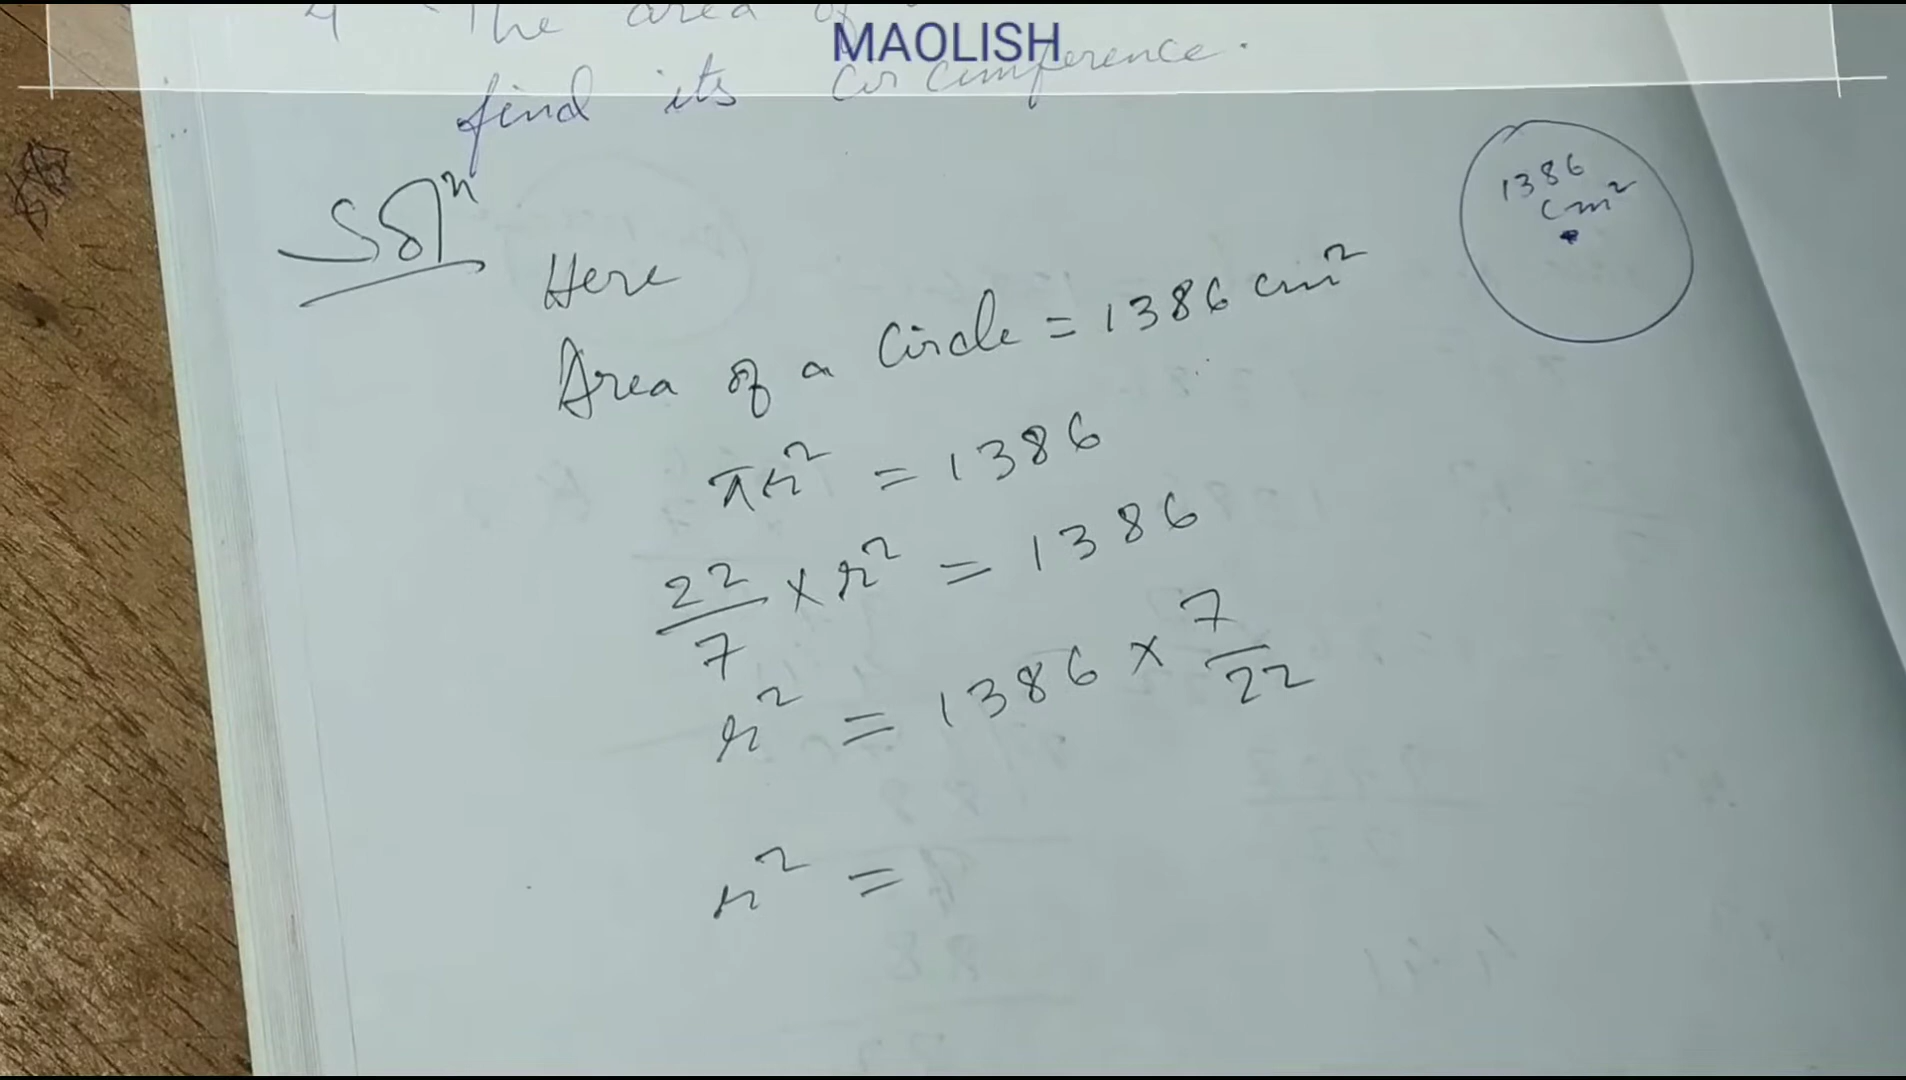 The area of
MAOLISH
find its circumference.
Solⁿ
1386
cm²
Here
Area of a Circle = 1386 cm²
πr² = 1386
22/7 × r² = 1386
r² = 1386 × 7/22
r² =